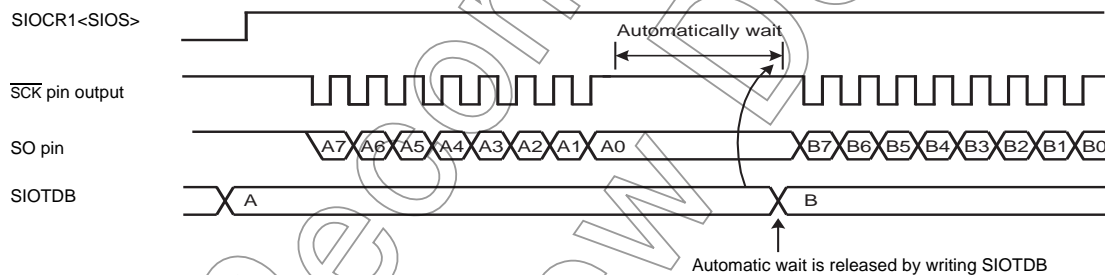 SIOCR1<SIOS>
Automatically wait
SCK pin output
SO pin
A7 A6 A5 A4 A3 A2 A1 A0 B7 B6 B5 B4 B3 B2 B1 B0
SIOTDB
A B
Automatic wait is released by writing SIOTDB